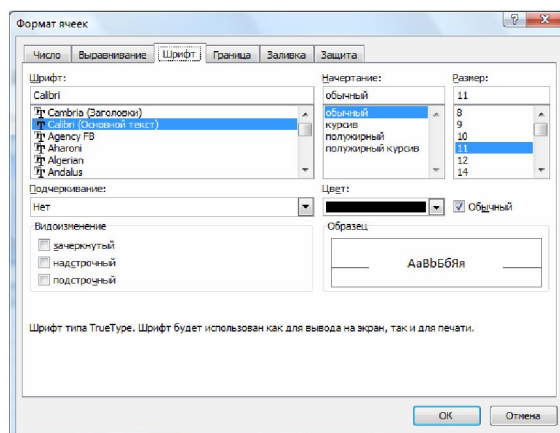 Формат ячеек
Число Выравнивание Шрифт Граница Заливка Защита
Шрифт: Начертание: Размер:
Calibri обычный 11
Cambria (Заголовки) обычный 8
Calibri (Основной текст) курсив 9
Agency FB полужирный 10
Aharoni полужирный курсив 11
Algerian 12
Andalus 14
Подчеркивание: Цвет:
Нет Обычный
Видоизменение Образец
зачеркнутый
надстрочный АаВbБбЯя
подстрочный
Шрифт типа TrueType. Шрифт будет использован как для вывода на экран, так и для печати.
ОК Отмена